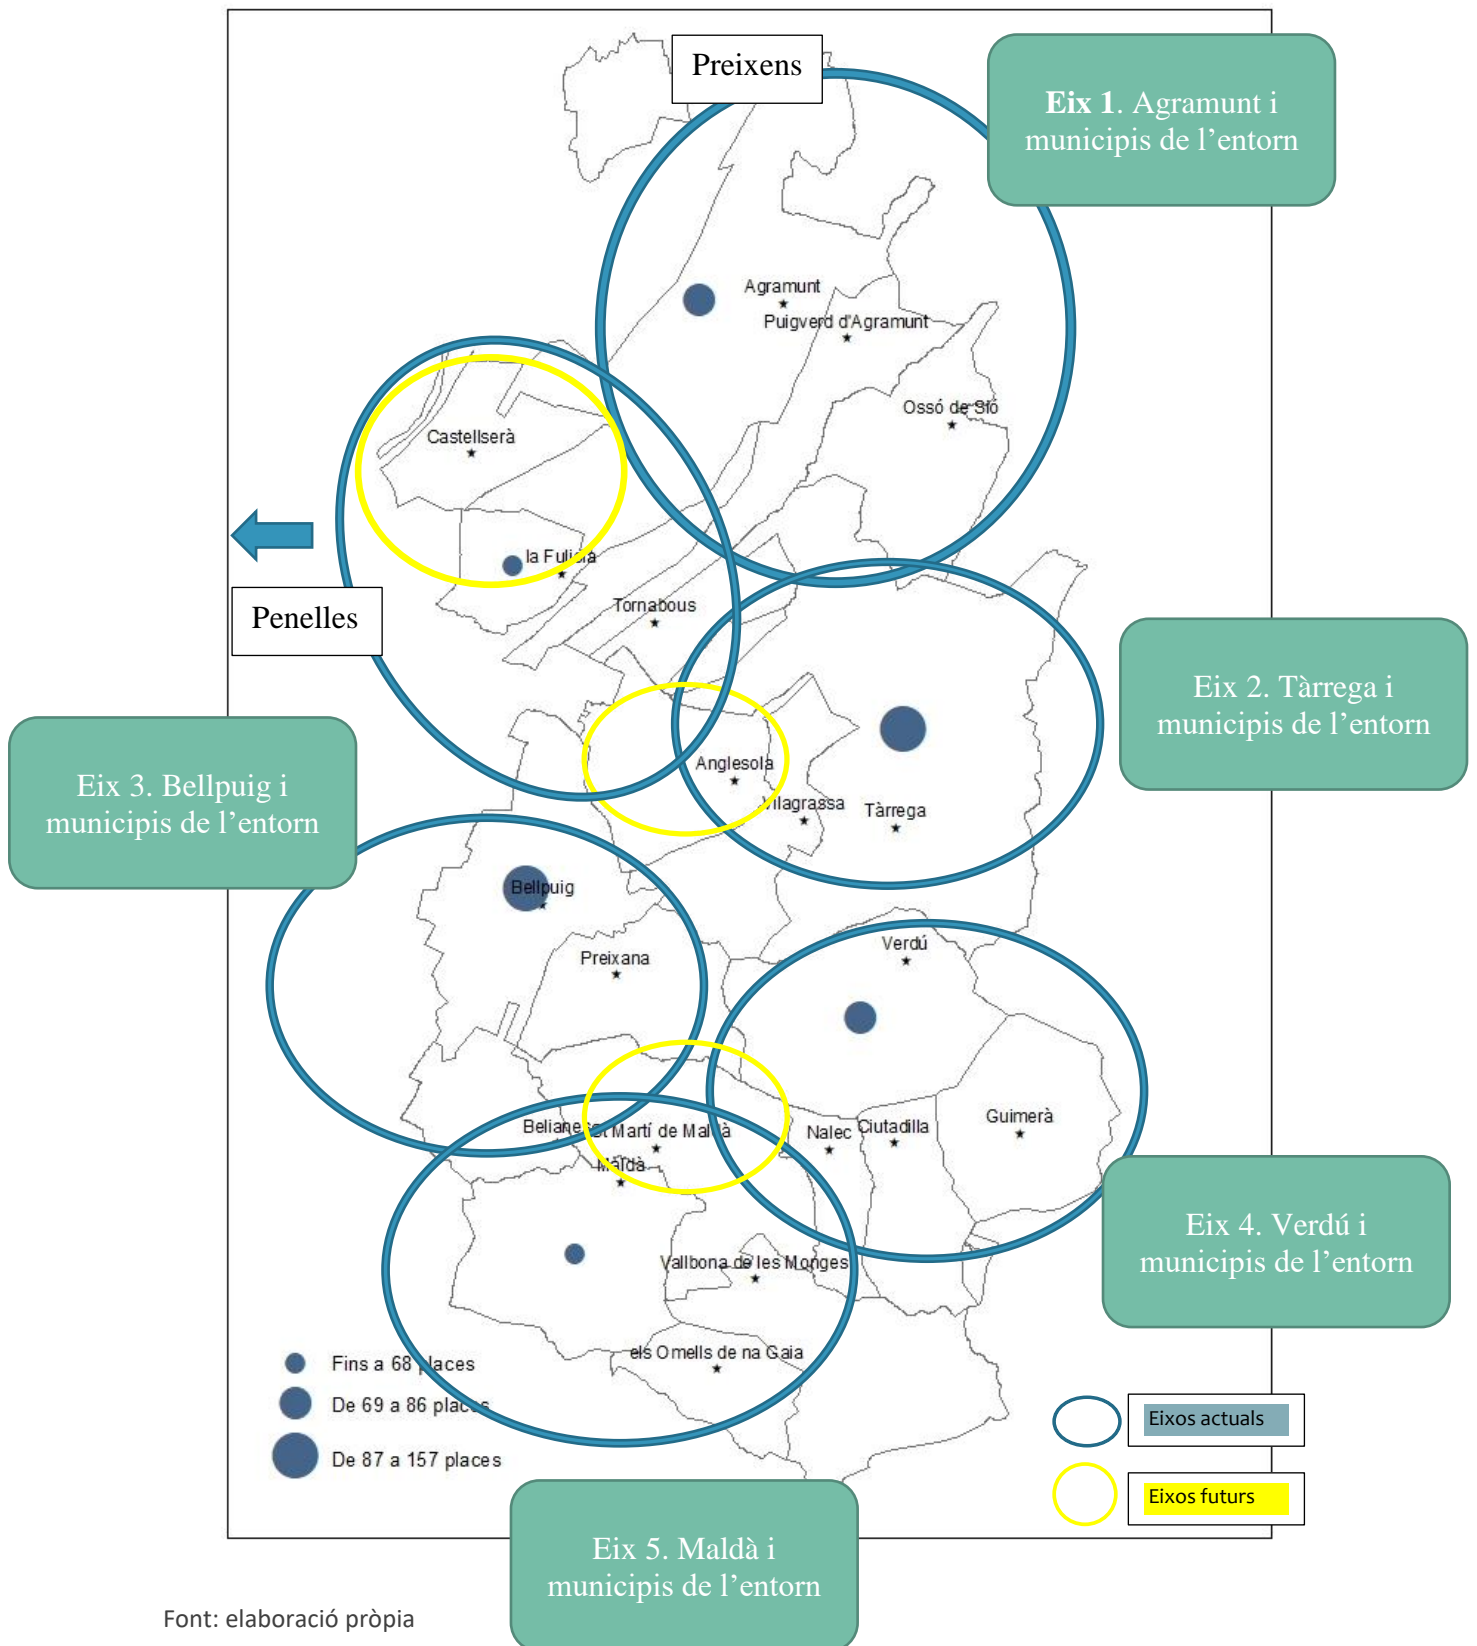 Preixens
Eix 1. Agramunt i
municipis de l'entorn
Agramunt
Puigverd d'Agramunt
Ossó de Sió
Castellserà
la Fuliola
Tornabous
Penelles
Eix 2. Tàrrega i
municipis de l'entorn
Anglesola
Vilagrassa
Tàrrega
Eix 3. Bellpuig i
municipis de l'entorn
Bellpuig
Preixana
Verdú
Belianes
St Martí de Maldà
Maldà
Nalec
Ciutadilla
Guimerà
Eix 4. Verdú i
municipis de l'entorn
Vallbona de les Monges
els Omells de na Gaia
Fins a 68 places
De 69 a 86 places
De 87 a 157 places
Eixos actuals
Eixos futurs
Eix 5. Maldà i
municipis de l'entorn
Font: elaboració pròpia